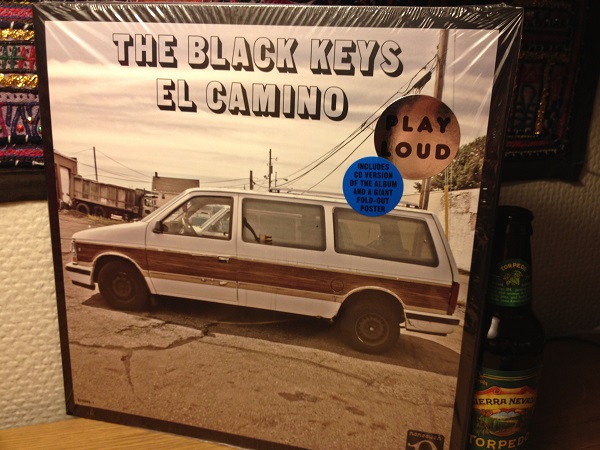 THE BLACK KEYS
EL CAMINO
PLAY
LOUD
INCLUDES
CD VERSION
OF THE ALBUM
AND A GIANT
FOLD-OUT
POSTER
nonesuch
TORPEDO
SIERRA NEVADA
TORPEDO